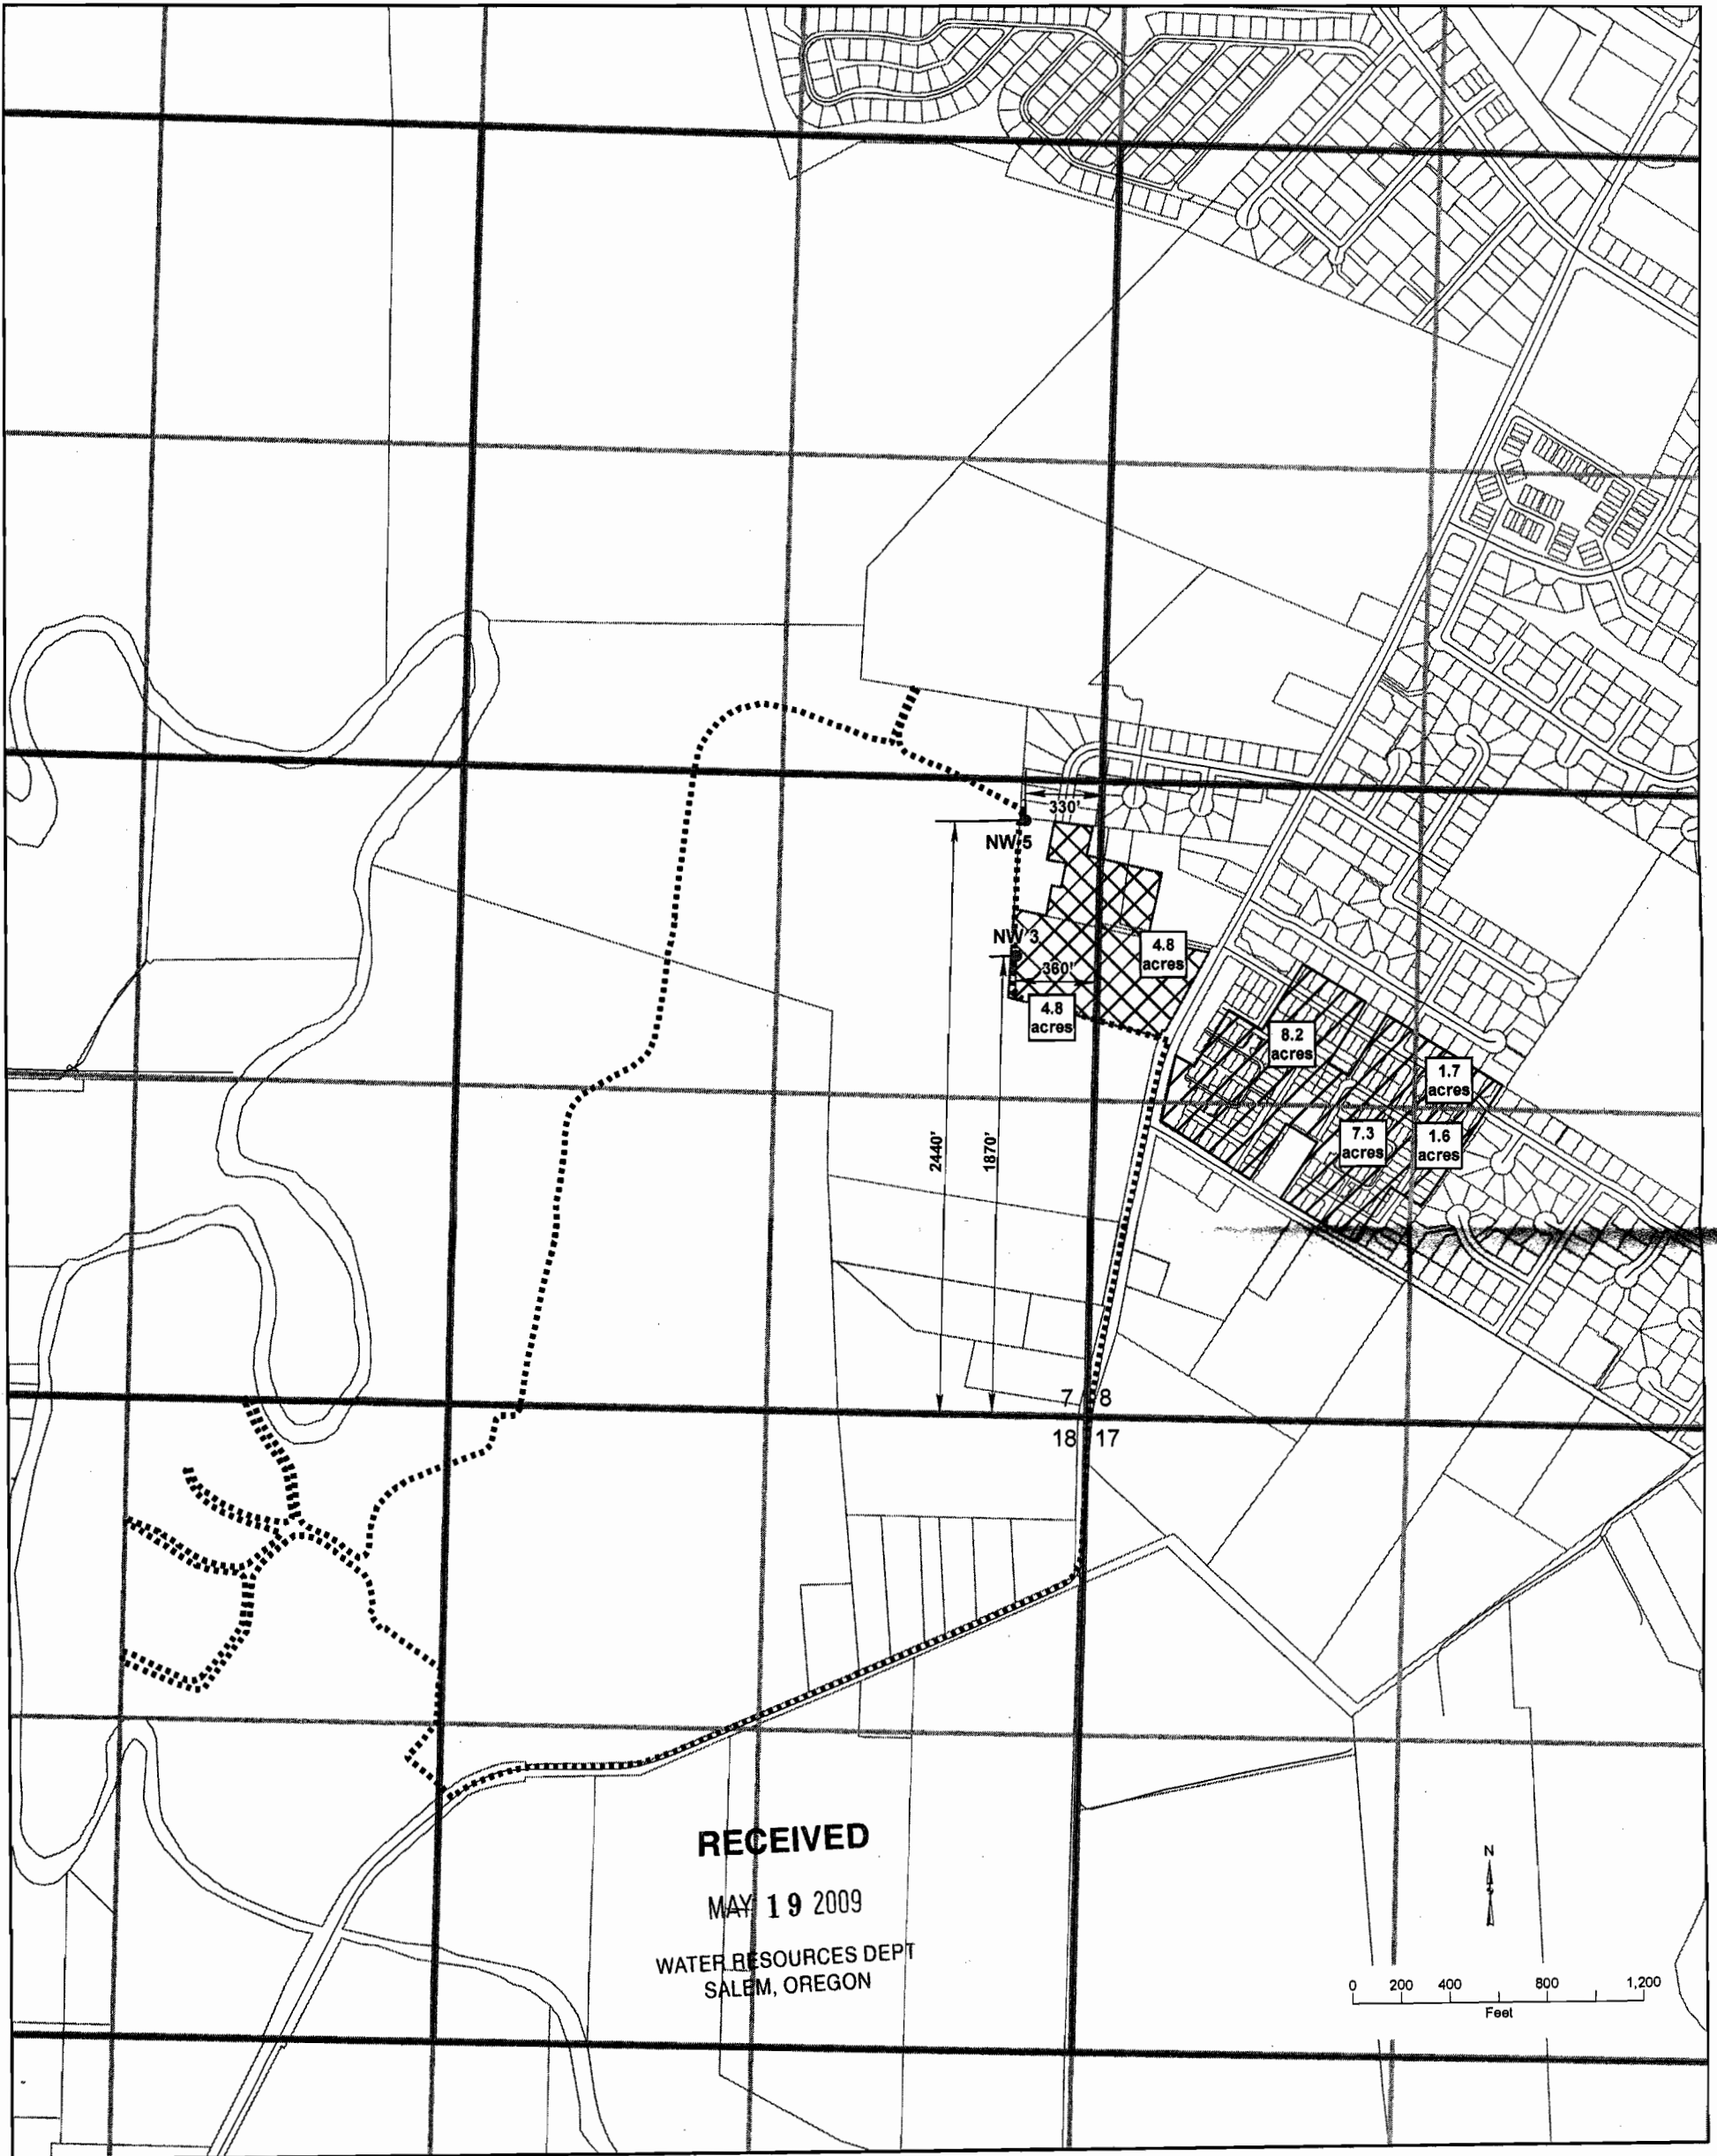 330'
NW 5
NW 3
4.8
acres
360'
4.8
acres
8.2
acres
1.7
acres
7.3
acres
1.6
acres
2440'
1870'
7 8
18 17
RECEIVED
MAY 19 2009
WATER RESOURCES DEPT
SALEM, OREGON
N
0 200 400 800 1,200
Feet